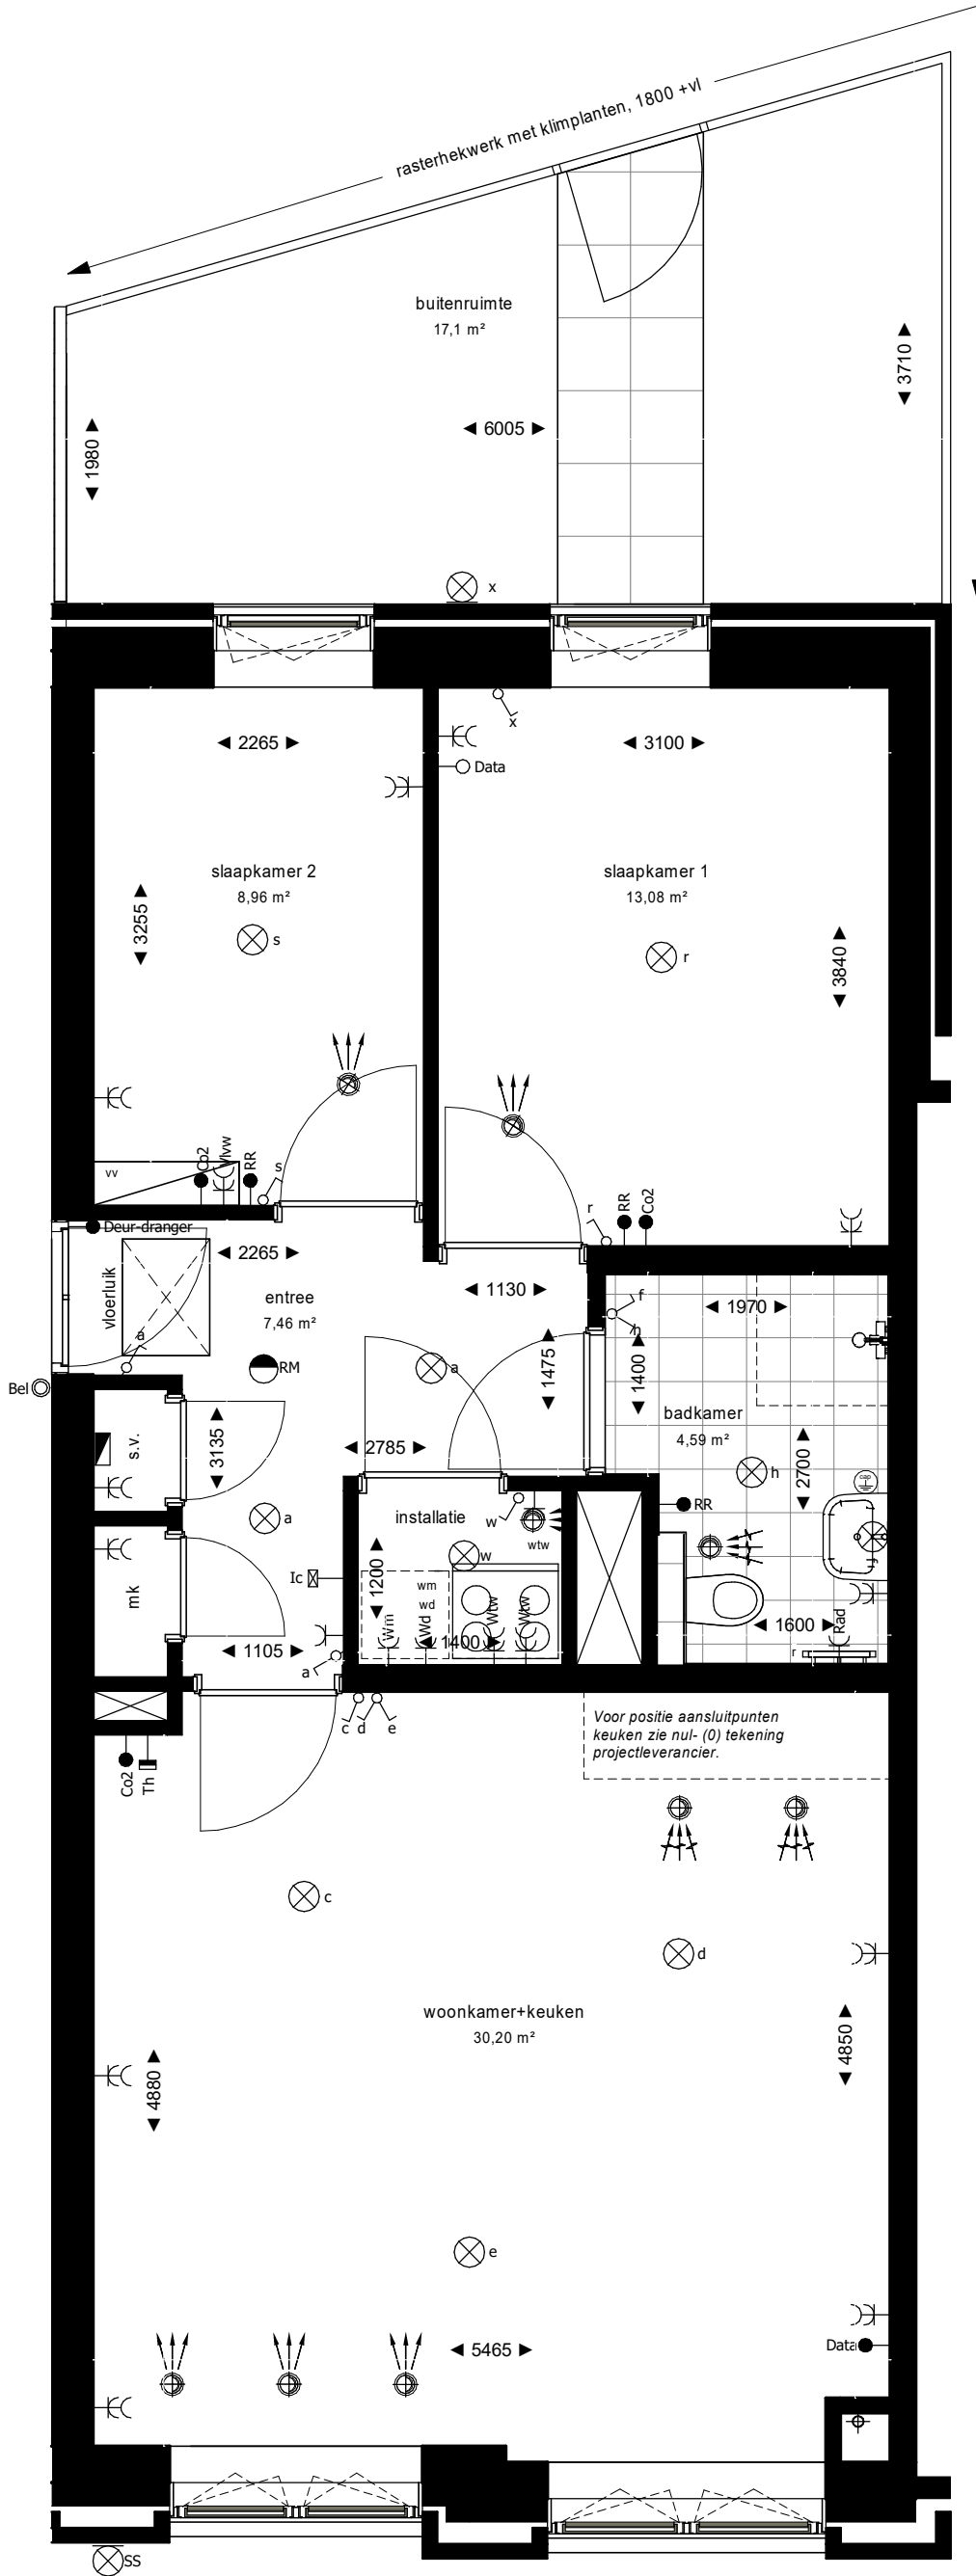 rasterhekwerk met klimplanten, 1800 +vl
buitenruimte
17,1 m²
3710
6005
1980
x
x
2265
3100
Data
slaapkamer 2
8,96 m²
slaapkamer 1
13,08 m²
3255
s
r
3840
vv
Co2
Vlvw
RR
s
r
RR
Co2
Deur-dranger
2265
vloerluik
entree
7,46 m²
1130
f
h
1970
a
RM
a
1475
1400
Bel
badkamer
4,59 m²
s.v.
3135
2785
h
2700
cap
a
installatie
w
wtw
w
RR
mk
Ic
1200
wm
wd
Wm
Wd
1400
Wtw
Wtw
1600
Rad
r
1105
a
c
d
e
Voor positie aansluitpunten
keuken zie nul- (0) tekening
projectleverancier.
Co2
Th
c
d
woonkamer+keuken
30,20 m²
4880
4850
e
Data
5465
SS